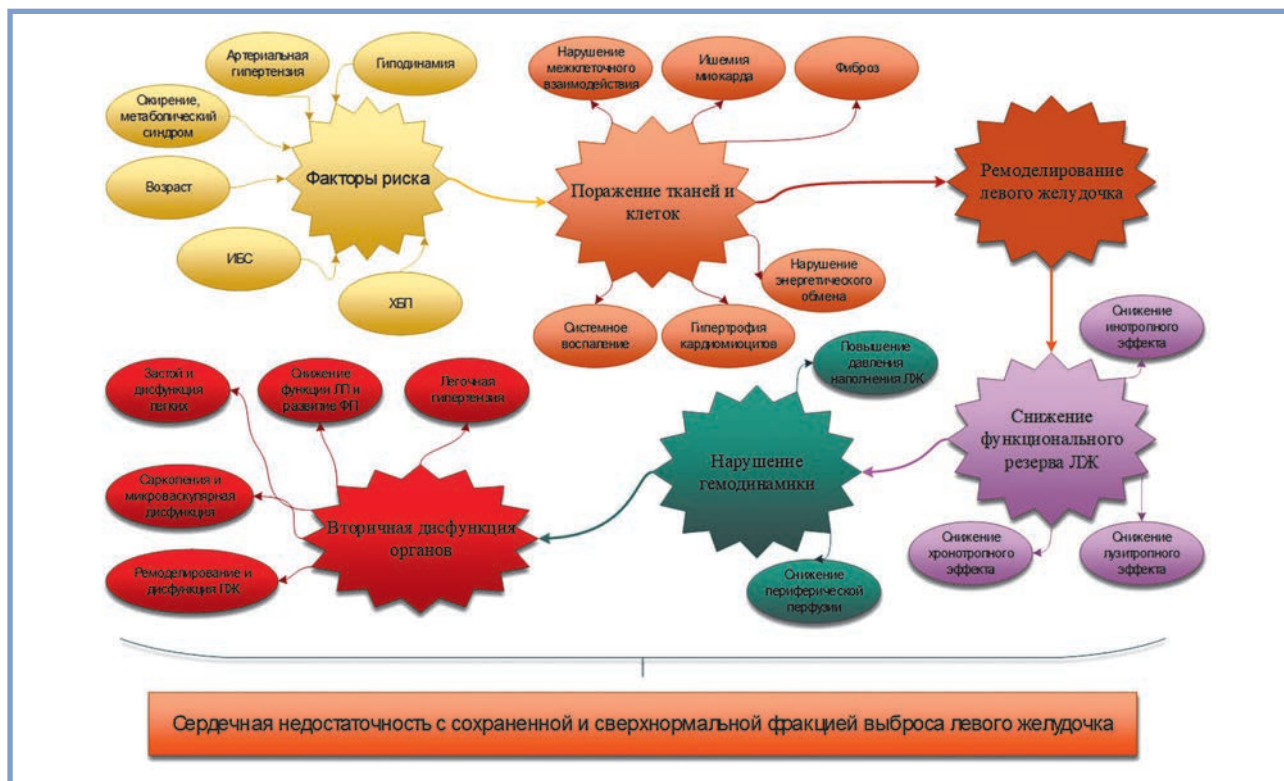 Артериальная
гипертензия
Гиподинамия
Ожирение,
метаболический
синдром
Возраст
ИБС
ХБП
Факторы риска
Нарушение
межклеточного
взаимодействия
Ишемия
миокарда
Фиброз
Поражение тканей и
клеток
Нарушение
энергетического
обмена
Системное
воспаление
Гипертрофия
кардиомиоцитов
Ремоделирование
левого желудочка
Снижение
инотропного
эффекта
Снижение
функционального
резерва ЛЖ
Снижение
хронотропного
эффекта
Снижение
лузитропного
эффекта
Повышение
давления
наполнения ЛЖ
Нарушение
гемодинамики
Снижение
периферической
перфузии
Застой и
дисфункция
легких
Снижение
функции ЛП и
развитие ФП
Легочная
гипертензия
Саркопения и
микроваскулярная
дисфункция
Вторичная дисфункция
органов
Ремоделирование и
дисфункция ПЖ
Сердечная недостаточность с сохраненной и сверхнормальной фракцией выброса левого желудочка